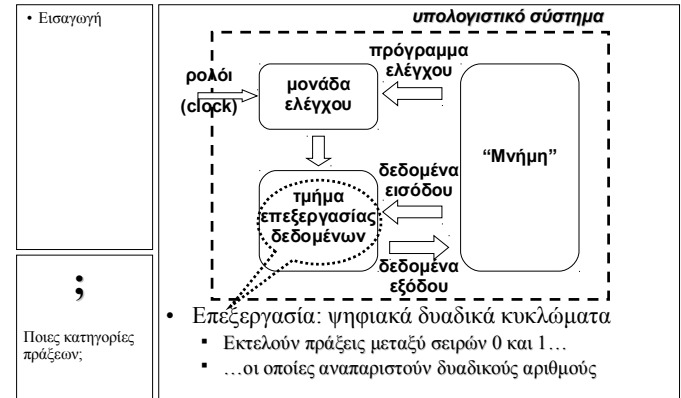 • Εισαγωγή
;
Ποιες κατηγορίες
πράξεων;
υπολογιστικό σύστημα
ρολόι
(clock)
μονάδα
ελέγχου
πρόγραμμα
ελέγχου
“Μνήμη”
τμήμα
επεξεργασίας
δεδομένων
δεδομένα
εισόδου
δεδομένα
εξόδου
• Επεξεργασία: ψηφιακά δυαδικά κυκλώματα
▪ Εκτελούν πράξεις μεταξύ σειρών 0 και 1…
▪ …οι οποίες αναπαριστούν δυαδικούς αριθμούς